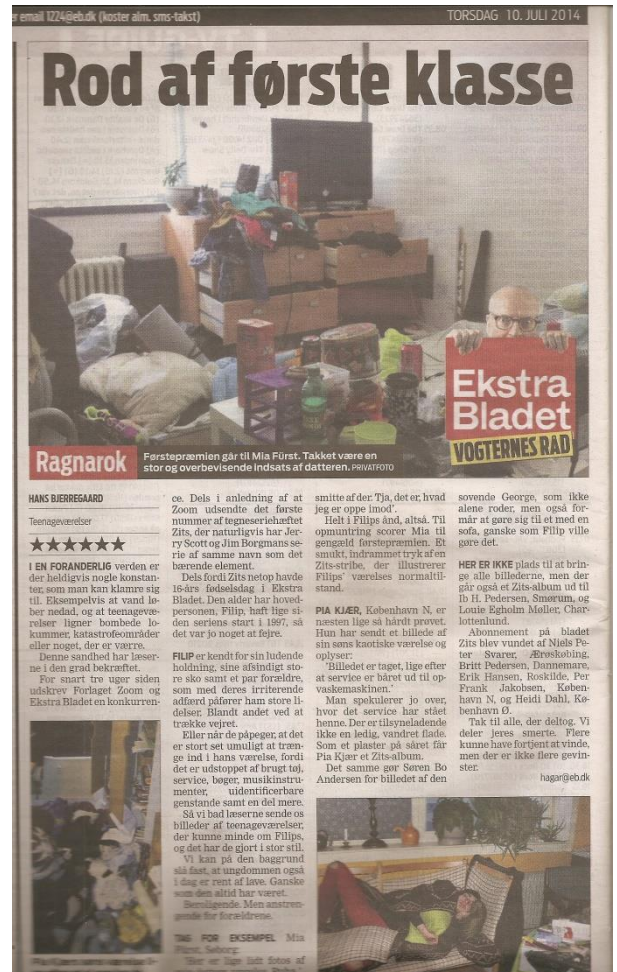 email 1224@eb.dk (koster alm. sms-takst)
TORSDAG 10. JULI 2014
Rod af første klasse
Ekstra
Bladet
VOGTERNES RÅD
Ragnarok
Førstepræmien går til Mia Fürst. Takket være en
stor og overbevisende indsats af datteren. PRIVATFOTO
HANS BJERREGAARD
Teenageværelser
★★★★★★
I EN FORANDERLIG verden er
der heldigvis nogle konstan-
ter, som man kan klamre sig
til. Eksempelvis at vand lø-
ber nedad, og at teenagevæ-
relser ligner bombede lo-
kummer, katastrofeområder
eller noget, der er værre.
Denne sandhed har læser-
ne i den grad bekræftet.
For snart tre uger siden
udskrev Forlaget Zoom og
Ekstra Bladet en konkurren-
ce. Dels i anledning af at
Zoom udsendte det første
nummer af tegneseriehæftet
Zits, der naturligvis har Jer-
ry Scott og Jim Borgmans se-
rie af samme navn som det
bærende element.
Dels fordi Zits netop havde
16-års fødselsdag i Ekstra
Bladet. Den alder har hoved-
personen, Filip, haft lige si-
den seriens start i 1997, så
det var jo noget at fejre.
FILIP er kendt for sin ludende
holdning, sine afsindigt sto-
re sko samt et par forældre,
som med deres irriterende
adfærd påfører ham store li-
delser. Blandt andet ved at
trække vejret.
Eller når de påpeger, at det
er stort set umuligt at træn-
ge ind i hans værelse, fordi
det er udstoppet af brugt tøj,
service, bøger, musikinstru-
menter, uidentificerbare
genstande samt en del mere.
Så vi bad læserne sende os
billeder af teenageværelser,
der kunne minde om Filips,
og det har de gjort i stor stil.
Vi kan på den baggrund
slå fast, at ungdommen også
i dag er rent af lave. Ganske
som den altid har været.
Beroligende. Men anstren-
gende for forældrene.
TAG FOR EKSEMPEL Mia
Fürst, Søborg:
'Her er lige lidt fotos af
smitte af der. Tja, det er, hvad
jeg er oppe imod'.
Helt i Filips ånd, altså. Til
opmuntring scorer Mia til
gengæld førstepræmien. Et
smukt, indrammet tryk af en
Zits-stribe, der illustrerer
Filips' værelses normaltil-
stand.
PIA KJÆR, København N, er
næsten lige så hårdt prøvet.
Hun har sendt et billede af
sin søns kaotiske værelse og
oplyser:
'Billedet er taget, lige efter
at service er båret ud til op-
vaskemaskinen.'
Man spekulerer jo over,
hvor det service har stået
henne. Der er tilsyneladende
ikke en ledig, vandret flade.
Som et plaster på såret får
Pia Kjær et Zits-album.
Det samme gør Søren Bo
Andersen for billedet af den
sovende George, som ikke
alene roder, men også for-
mår at gøre sig til et med en
sofa, ganske som Filip ville
gøre det.
HER ER IKKE plads til at brin-
ge alle billederne, men der
går også et Zits-album ud til
Ib H. Pedersen, Smørum, og
Louie Egholm Møller, Char-
lottenlund.
Abonnement på bladet
Zits blev vundet af Niels Pe-
ter Svarer, Ærøskøbing,
Britt Pedersen, Dannemare,
Erik Hansen, Roskilde, Per
Frank Jakobsen, Køben-
havn N, og Heidi Dahl, Kø-
benhavn Ø.
Tak til alle, der deltog. Vi
deler jeres smerte. Flere
kunne have fortjent at vinde,
men der er ikke flere gevin-
ster.
hagar@eb.dk